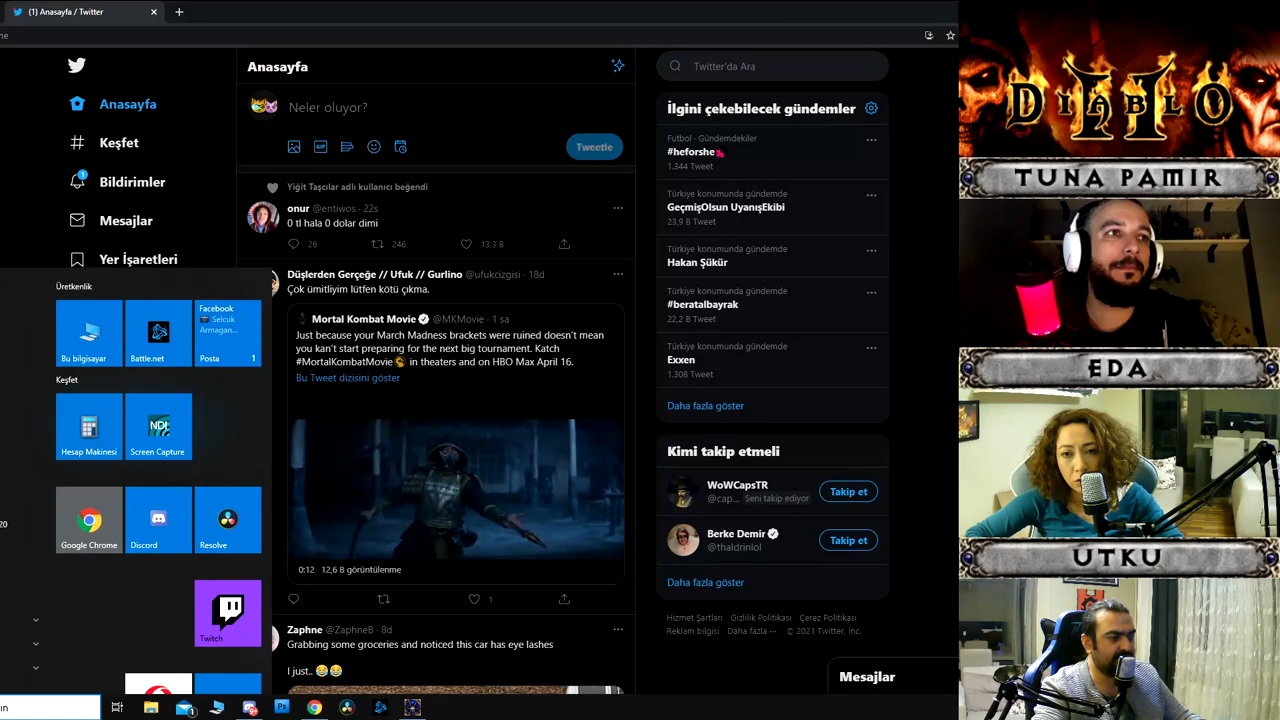 (1) Anasayfa / Twitter
Anasayfa
Keşfet
Bildirimler
1
Mesajlar
Yer İşaretleri
Anasayfa
Neler oluyor?
GIF
Tweetle
Yiğit Taşcılar adlı kullanıcı beğendi
onur @entiwos · 22s
0 tl hala 0 dolar dimi
26 246 13.3 B
Düşlerden Gerçeğe // Ufuk // Gurlino @ufukcizgisi · 18d
Çok ümitliyim lütfen kötü çıkma.
Mortal Kombat Movie @MKMovie · 1 sa
Just because your March Madness brackets were ruined doesn't mean
you kan't start preparing for the next big tournament. Katch
#MortalKombatMovie in theaters and on HBO Max April 16.
Bu Tweet dizisini göster
0:12 12,6 B görüntülenme
1
Zaphne @ZaphneB · 8d
Grabbing some groceries and noticed this car has eye lashes
I just..
Twitter'da Ara
İlgini çekebilecek gündemler
Futbol · Gündemdekiler
#heforshe
1.344 Tweet
Türkiye konumunda gündemde
GeçmişOlsun UyanışEkibi
23,9 B Tweet
Türkiye konumunda gündemde
Hakan Şükür
Türkiye konumunda gündemde
#beratalbayrak
22,2 B Tweet
Türkiye konumunda gündemde
Exxen
1.308 Tweet
Daha fazla göster
Kimi takip etmeli
WoWCapsTR
@cap... Seni takip ediyor
Takip et
Berke Demir
@thaldrinlol
Takip et
Daha fazla göster
Hizmet Şartları Gizlilik Politikası Çerez Politikası
Reklam bilgisi Daha fazla ··· © 2021 Twitter, Inc.
Mesajlar
Üretkenlik
Bu bilgisayar
Battle.net
Facebook
Selcuk
Armagan...
Posta 1
Keşfet
Hesap Makinesi
NDI
Screen Capture
Google Chrome
Discord
Resolve
Twitch
DIABLO II
TUNA PAMIR
EDA
UTKU